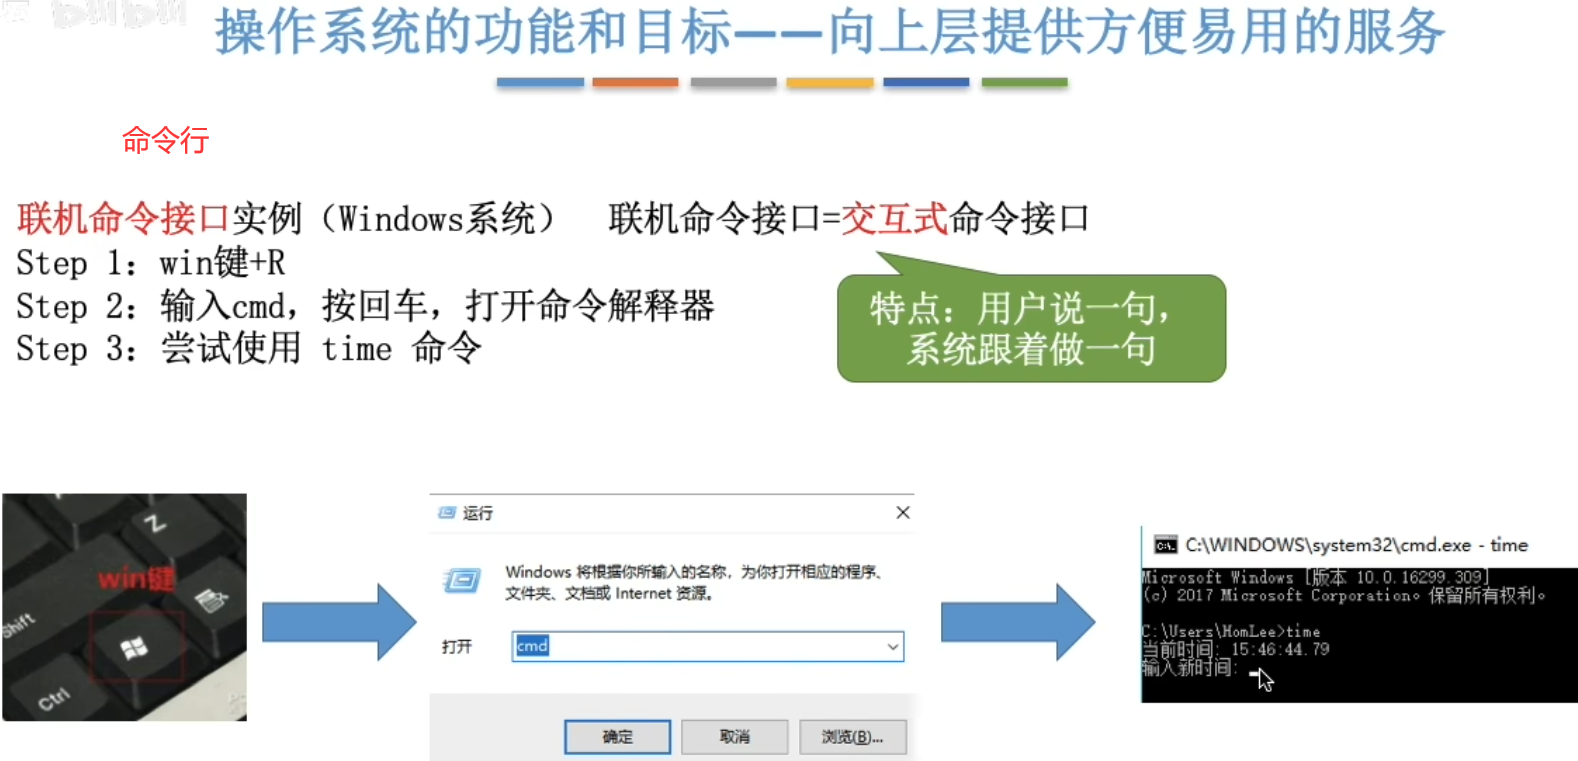 操作系统的功能和目标——向上层提供方便易用的服务
命令行
联机命令接口实例（Windows系统） 联机命令接口=交互式命令接口
Step 1：win键+R
Step 2：输入cmd，按回车，打开命令解释器
Step 3：尝试使用 time 命令
特点：用户说一句，
系统跟着做一句
Z
win键
Shift
Ctrl
运行
Windows 将根据你所输入的名称，为你打开相应的程序、
文件夹、文档或 Internet 资源。
打开
cmd
确定 取消 浏览(B)...
C:\WINDOWS\system32\cmd.exe - time
Microsoft Windows [版本 10.0.16299.309]
(c) 2017 Microsoft Corporation。保留所有权利。
C:\Users\HomLee>time
当前时间: 15:46:44.79
输入新时间: